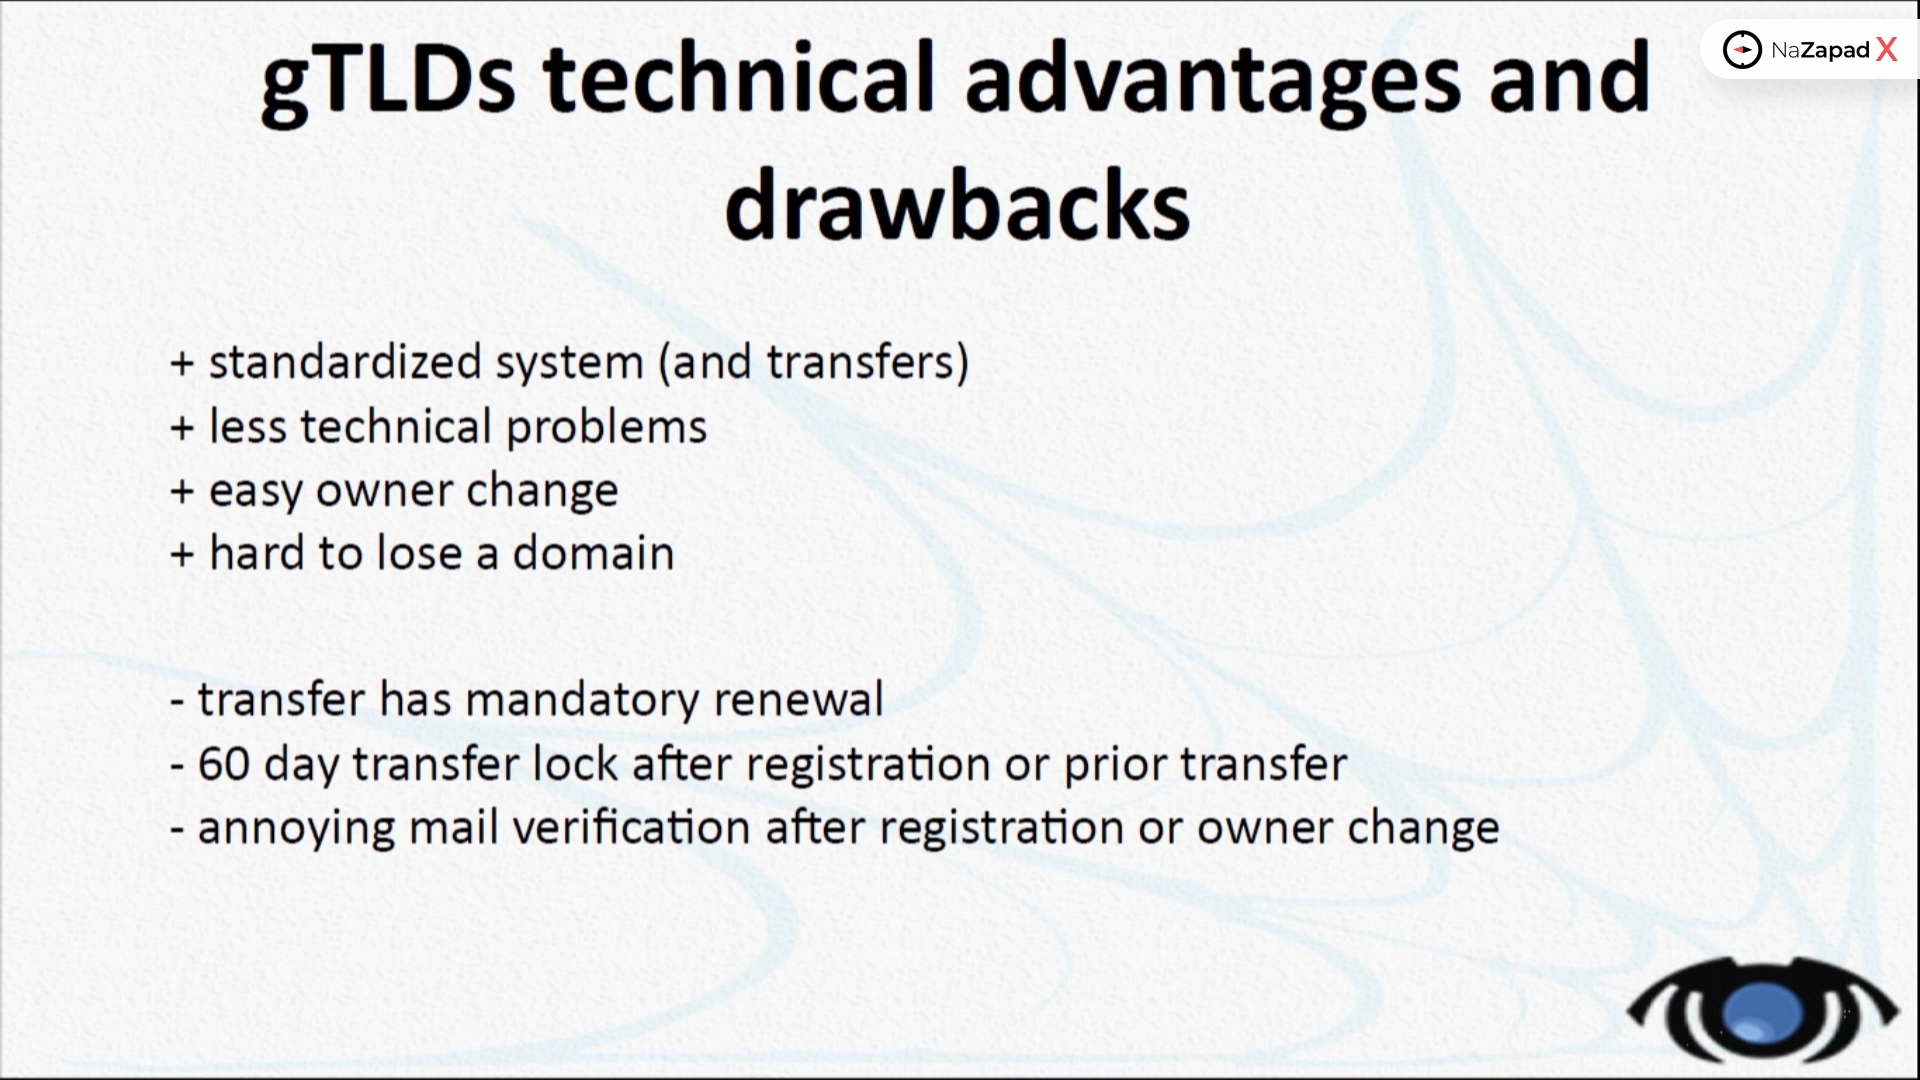 gTLDs technical advantages and
drawbacks
NaZapad X
+ standardized system (and transfers)
+ less technical problems
+ easy owner change
+ hard to lose a domain
- transfer has mandatory renewal
- 60 day transfer lock after registration or prior transfer
- annoying mail verification after registration or owner change